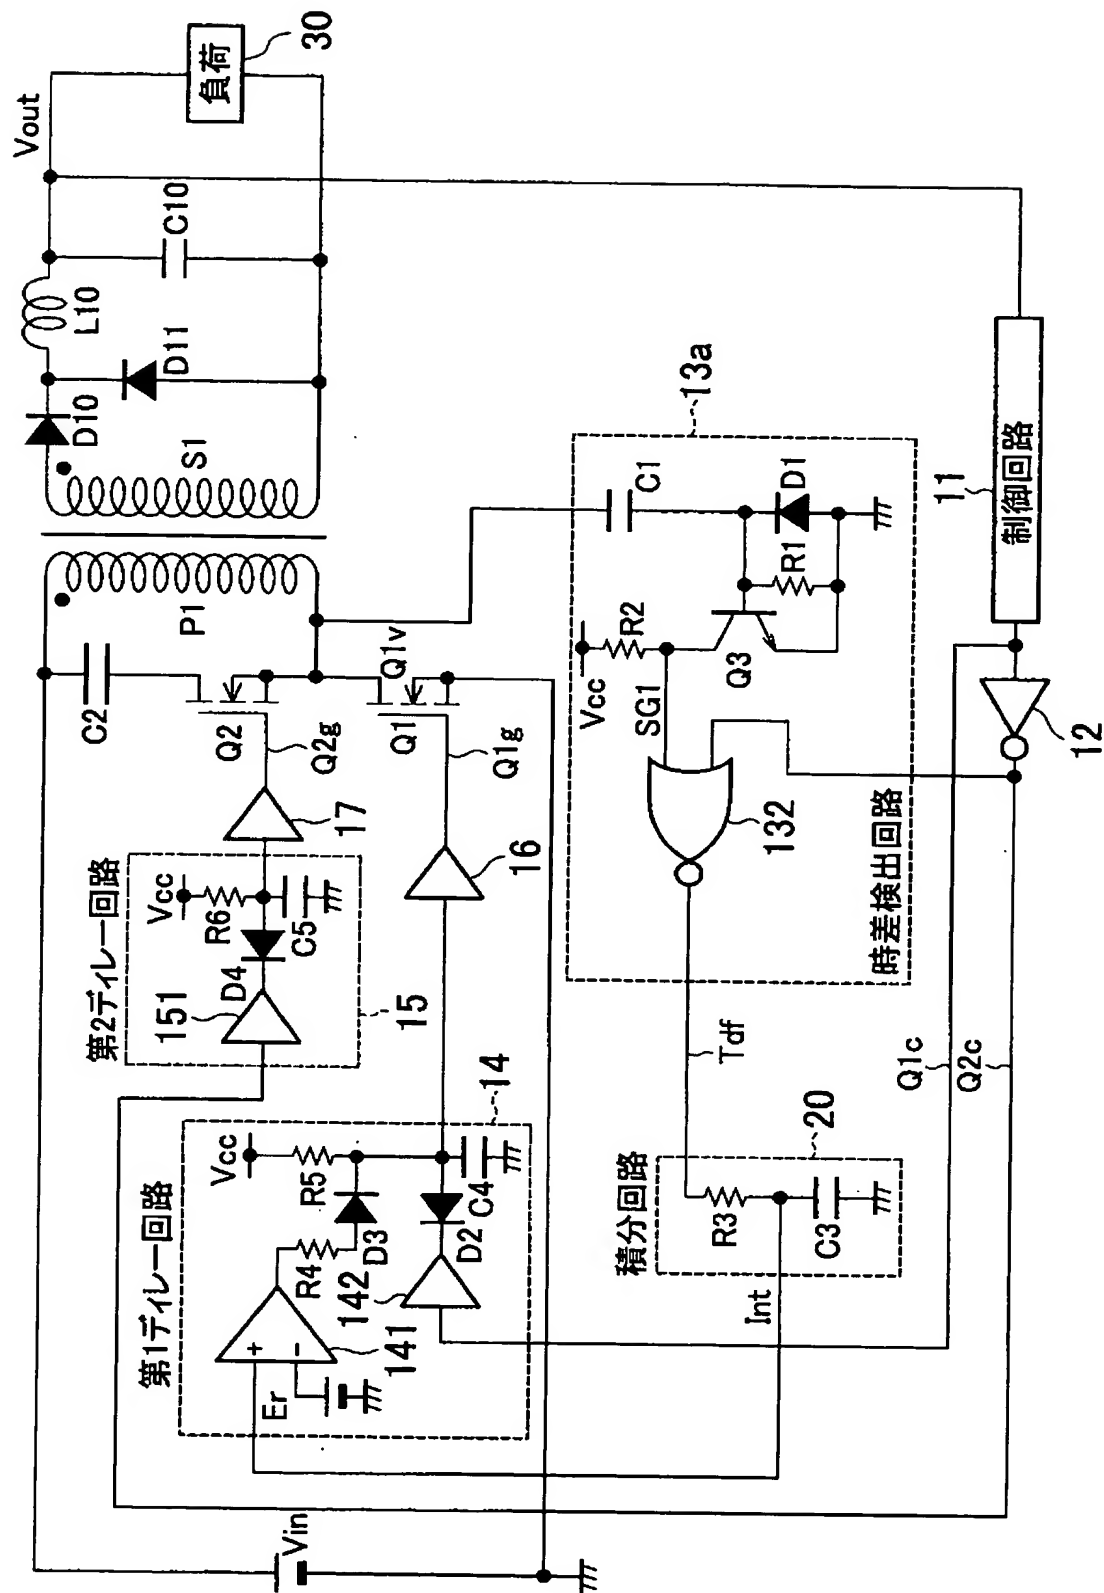 Vout
30
負荷
C10
L10
D11
D10
S1
P1
C2
Q2
Q2g
Q1v
Q1
Q1g
17
16
第2ディレー回路
Vcc
R6
C5
D4
151
15
第1ディレー回路
14
Vcc
R5
R4
D3
C4
D2
142
141
Er
Vin
13a
C1
D1
R1
R2
Vcc
Q3
SG1
132
時差検出回路
11
制御回路
12
Q1c
Q2c
Tdf
20
積分回路
R3
C3
Int
+
−